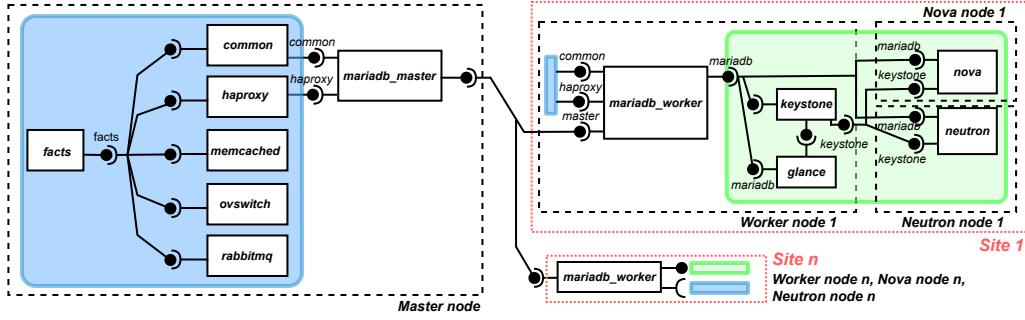 facts
facts
common
haproxy
memcached
ovswitch
rabbitmq
common
haproxy
mariadb_master
Master node
common
haproxy
master
mariadb_worker
mariadb
keystone
mariadb
glance
keystone
Worker node 1
Nova node 1
mariadb
keystone
nova
mariadb
keystone
neutron
Neutron node 1
Site 1
mariadb_worker
Site n
Worker node n, Nova node n,
Neutron node n